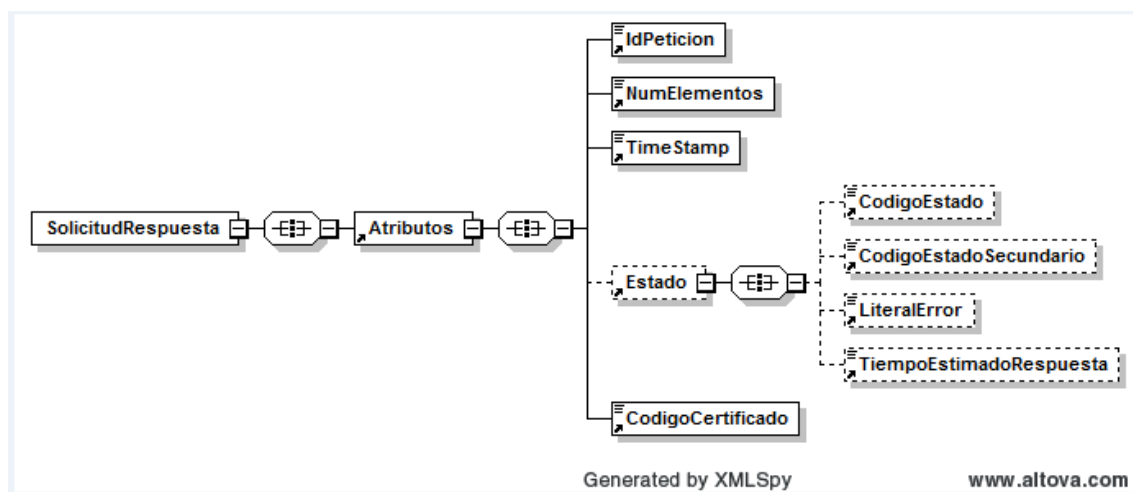 IdPeticion
NumElementos
TimeStamp
SolicitudRespuesta
Atributos
Estado
CodigoEstado
CodigoEstadoSecundario
LiteralError
TiempoEstimadoRespuesta
CodigoCertificado
Generated by XMLSpy
www.altova.com